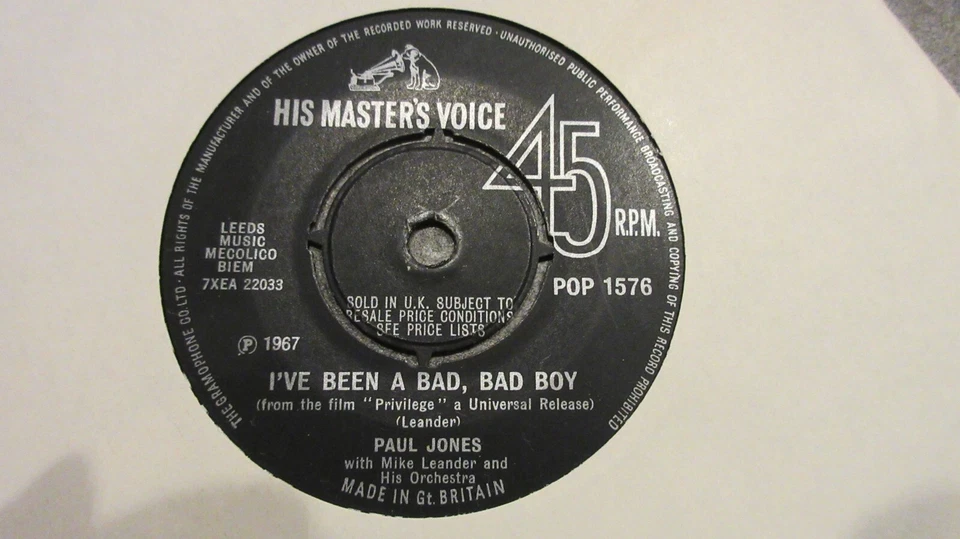 THE GRAMOPHONE CO. LTD · ALL RIGHTS OF THE MANUFACTURER AND OF THE OWNER OF THE RECORDED WORK RESERVED · UNAUTHORISED PUBLIC PERFORMANCE BROADCASTING AND COPYING OF THIS RECORD PROHIBITED
HIS MASTER'S VOICE
45
R.P.M.
LEEDS
MUSIC
MECOLICO
BIEM
7XEA 22033
POP 1576
SOLD IN U.K. SUBJECT TO
RESALE PRICE CONDITIONS
SEE PRICE LISTS
℗ 1967
I'VE BEEN A BAD, BAD BOY
(from the film "Privilege" a Universal Release)
(Leander)
PAUL JONES
with Mike Leander and
His Orchestra
MADE IN Gt. BRITAIN